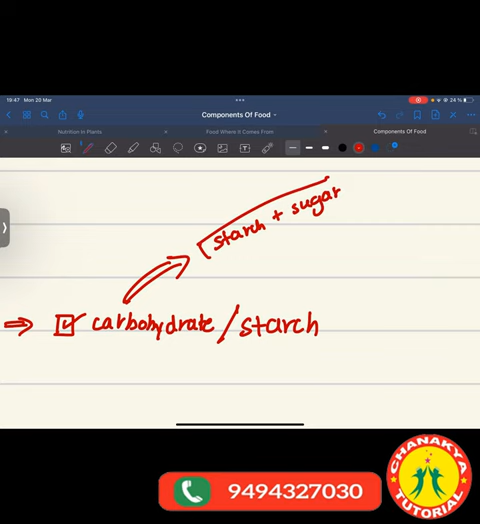 19:47 Mon 20 Mar
24 %
Components Of Food
Nutrition in Plants
Food Where It Comes From
Components Of Food
starch + sugar
⇒ carbohydrate/starch
9494327030
CHANAKYA
TUTORIAL